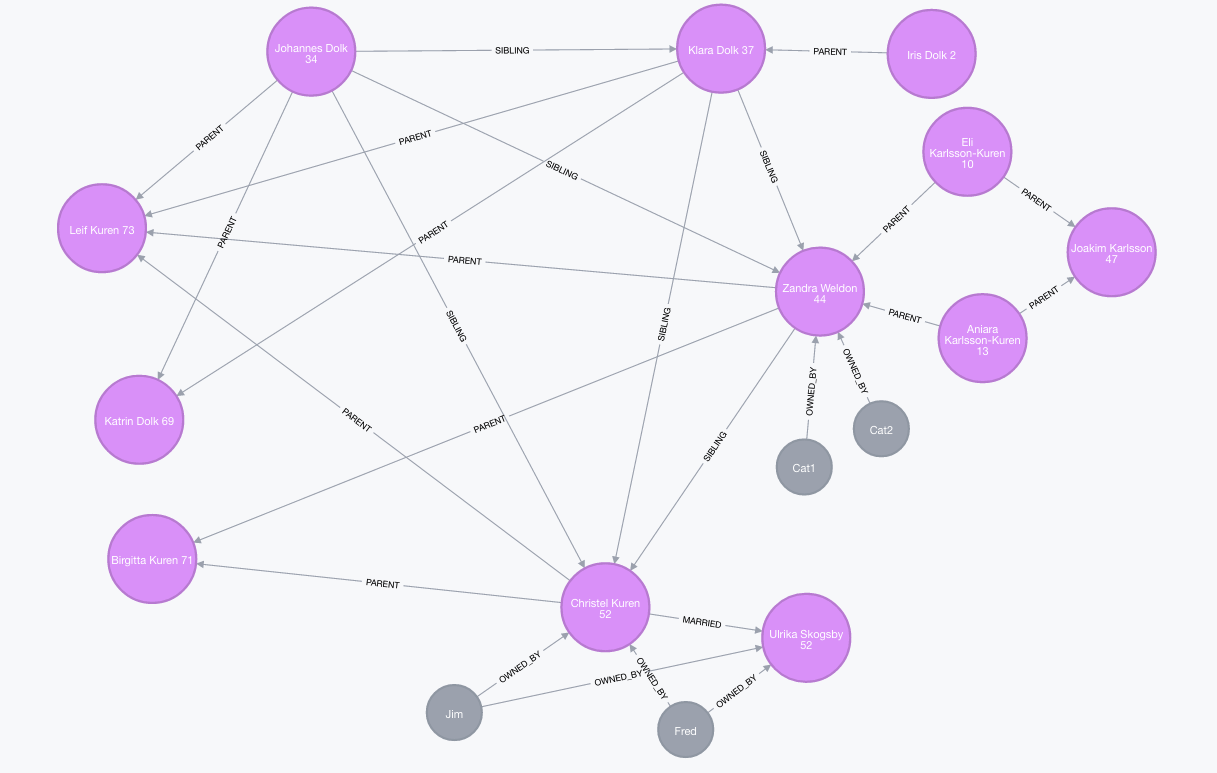 Johannes Dolk
34
SIBLING
Klara Dolk 37
PARENT
Iris Dolk 2
PARENT
PARENT
SIBLING
SIBLING
Eli
Karlsson-Kuren
10
PARENT
PARENT
Leif Kuren 73
PARENT
PARENT
PARENT
Joakim Karlsson
47
Zandra Weldon
44
PARENT
PARENT
Aniara
Karlsson-Kuren
13
SIBLING
SIBLING
OWNED_BY
OWNED_BY
Katrin Dolk 69
PARENT
PARENT
SIBLING
Cat2
Cat1
Birgitta Kuren 71
PARENT
Christel Kuren
52
MARRIED
Ulrika Skogsby
52
OWNED_BY
OWNED_BY
OWNED_BY
OWNED_BY
Jim
Fred